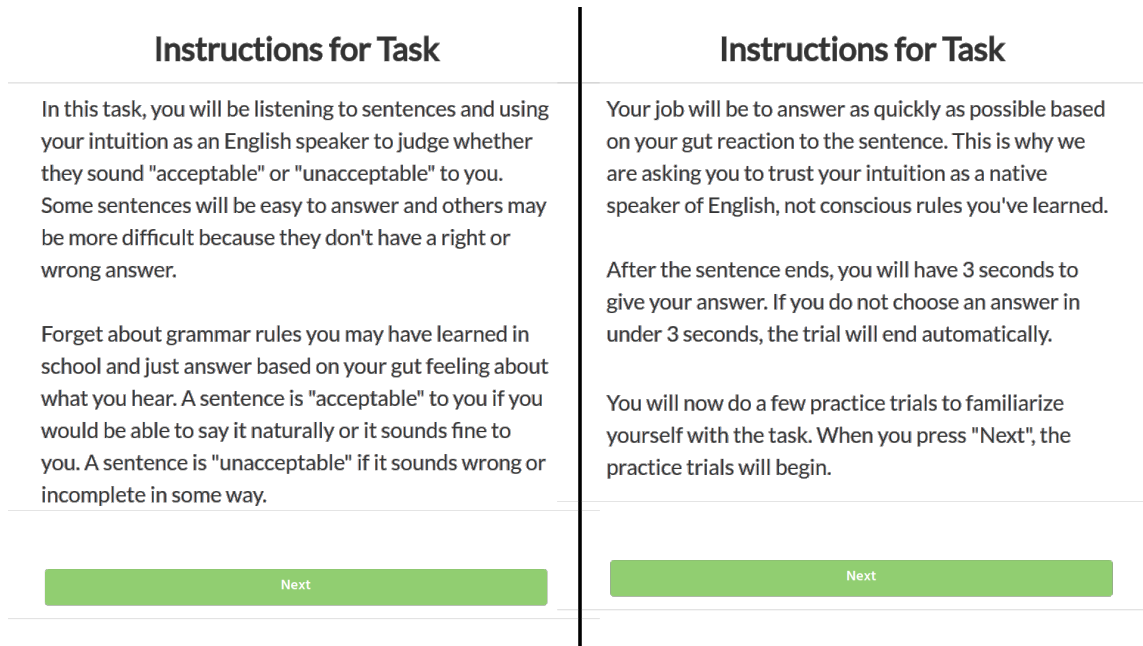 Instructions for Task
In this task, you will be listening to sentences and using
your intuition as an English speaker to judge whether
they sound "acceptable" or "unacceptable" to you.
Some sentences will be easy to answer and others may
be more difficult because they don't have a right or
wrong answer.
Forget about grammar rules you may have learned in
school and just answer based on your gut feeling about
what you hear. A sentence is "acceptable" to you if you
would be able to say it naturally or it sounds fine to
you. A sentence is "unacceptable" if it sounds wrong or
incomplete in some way.
Next
Instructions for Task
Your job will be to answer as quickly as possible based
on your gut reaction to the sentence. This is why we
are asking you to trust your intuition as a native
speaker of English, not conscious rules you've learned.
After the sentence ends, you will have 3 seconds to
give your answer. If you do not choose an answer in
under 3 seconds, the trial will end automatically.
You will now do a few practice trials to familiarize
yourself with the task. When you press "Next", the
practice trials will begin.
Next